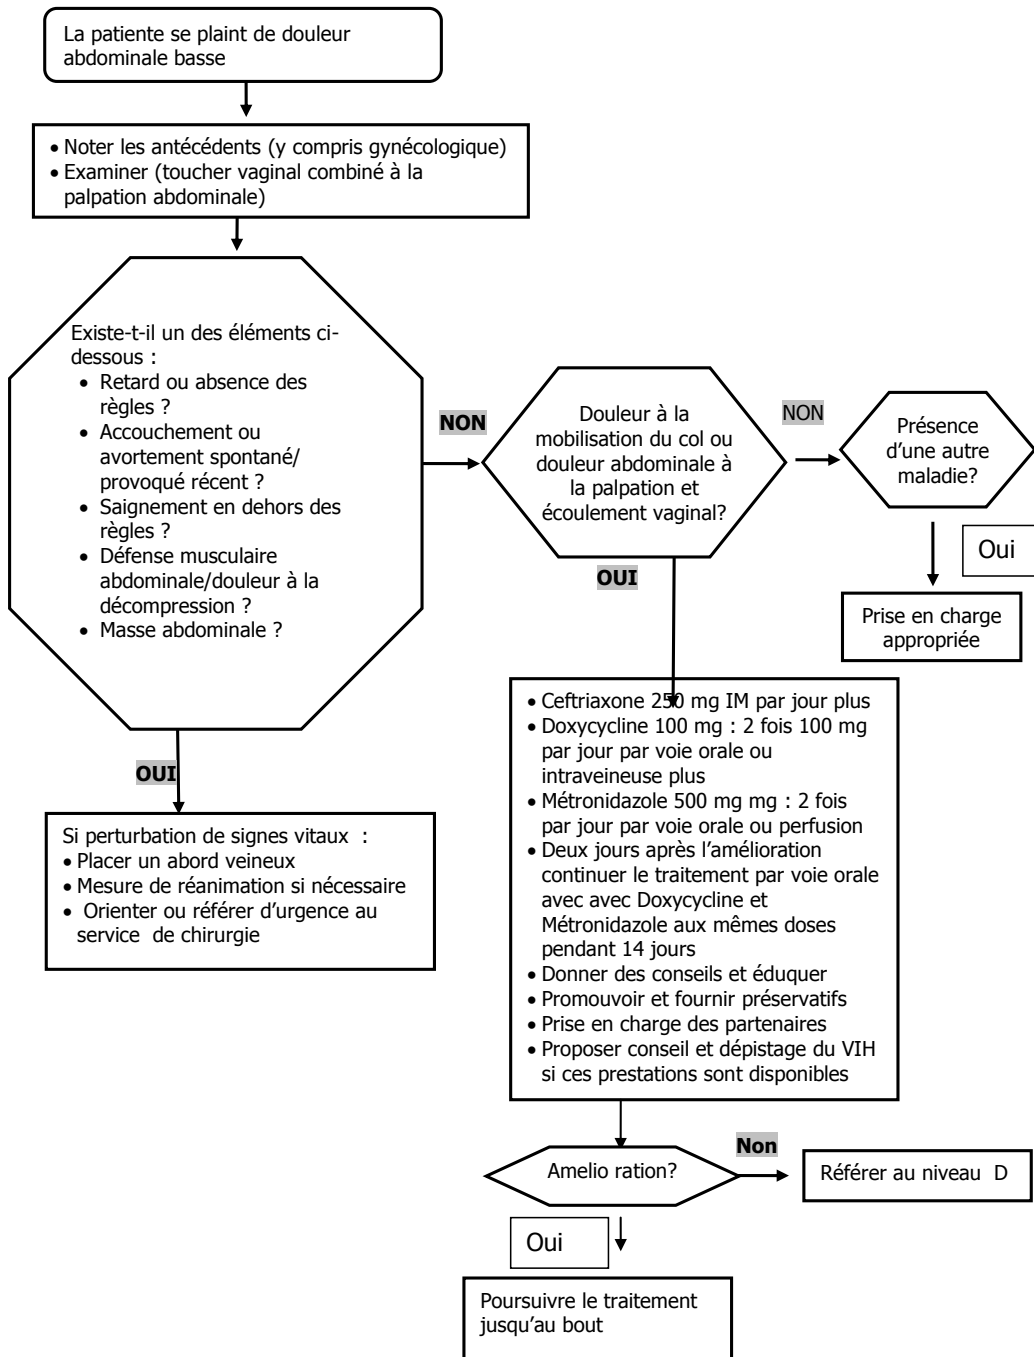 La patiente se plaint de douleur
abdominale basse
• Noter les antécédents (y compris gynécologique)
• Examiner (toucher vaginal combiné à la
palpation abdominale)
Existe-t-il un des éléments ci-
dessous :
• Retard ou absence des
règles ?
• Accouchement ou
avortement spontané/
provoqué récent ?
• Saignement en dehors des
règles ?
• Défense musculaire
abdominale/douleur à la
décompression ?
• Masse abdominale ?
NON
Douleur à la
mobilisation du col ou
douleur abdominale à
la palpation et
écoulement vaginal?
NON
Présence
d'une autre
maladie?
Oui
Prise en charge
appropriée
OUI
OUI
Si perturbation de signes vitaux :
• Placer un abord veineux
• Mesure de réanimation si nécessaire
• Orienter ou référer d'urgence au
service de chirurgie
• Ceftriaxone 250 mg IM par jour plus
• Doxycycline 100 mg : 2 fois 100 mg
par jour par voie orale ou
intraveineuse plus
• Métronidazole 500 mg mg : 2 fois
par jour par voie orale ou perfusion
• Deux jours après l'amélioration
continuer le traitement par voie orale
avec avec Doxycycline et
Métronidazole aux mêmes doses
pendant 14 jours
• Donner des conseils et éduquer
• Promouvoir et fournir préservatifs
• Prise en charge des partenaires
• Proposer conseil et dépistage du VIH
si ces prestations sont disponibles
Amelio ration?
Non
Référer au niveau D
Oui
Poursuivre le traitement
jusqu'au bout